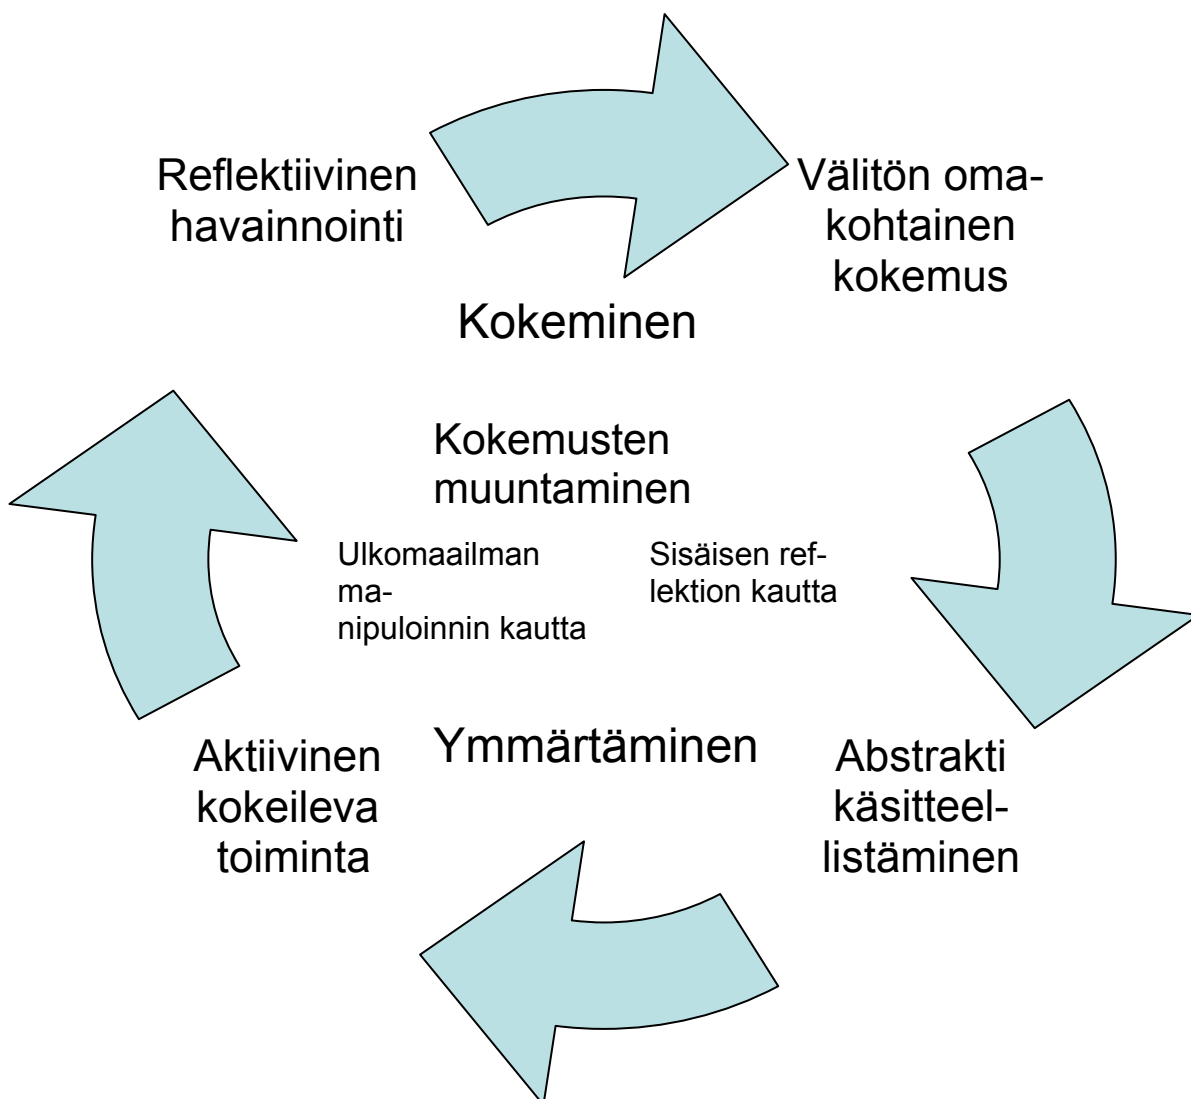 Reflektiivinen
havainnointi
Välitön oma-
kohtainen
kokemus
Kokeminen
Kokemusten
muuntaminen
Ulkomaailman
ma-
nipuloinnin kautta
Sisäisen ref-
lektion kautta
Aktiivinen
kokeileva
toiminta
Ymmärtäminen
Abstrakti
käsitteel-
listäminen